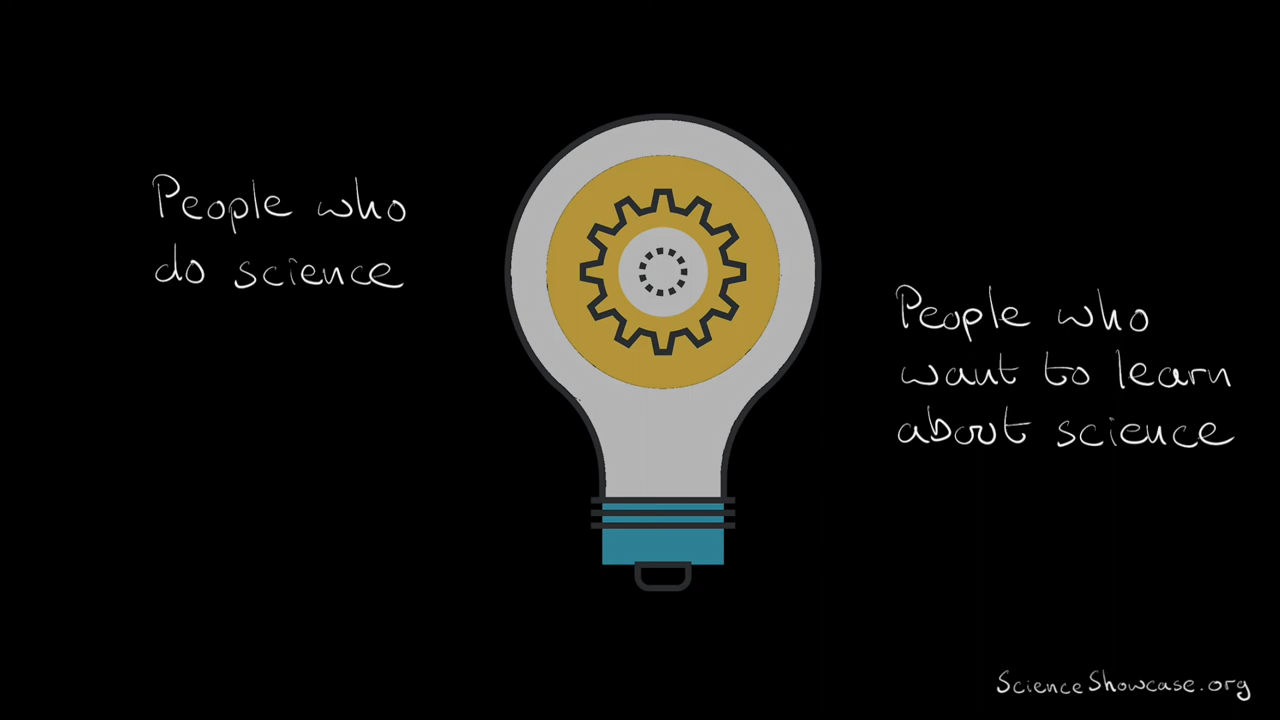 People who
do science
People who
want to learn
about science
ScienceShowcase.org